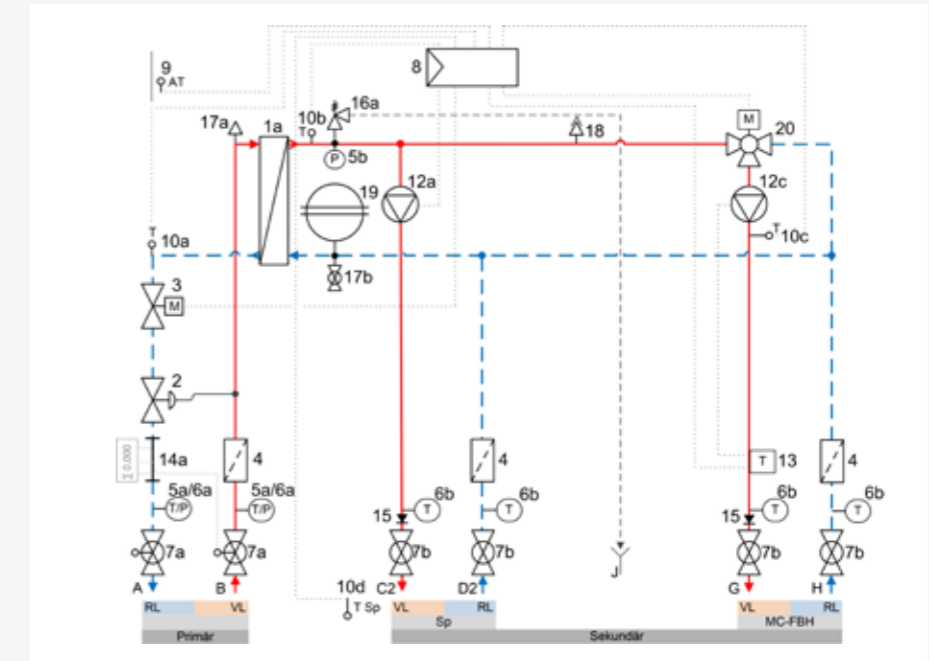 9
AT
8
16a
10b
T
17a
1a
P
5b
18
M
20
12a
19
12c
T
10c
T
10a
17b
3
M
2
Σ 0.000
14a
4
4
T
13
4
5a/6a
T/P
5a/6a
T/P
6b
T
15
6b
T
6b
T
15
6b
T
7a
7a
7b
7b
7b
7b
A
B
C2
D2
J
G
H
10d
T Sp
RL
VL
VL
RL
VL
RL
Sp
MC-FBH
Primär
Sekundär